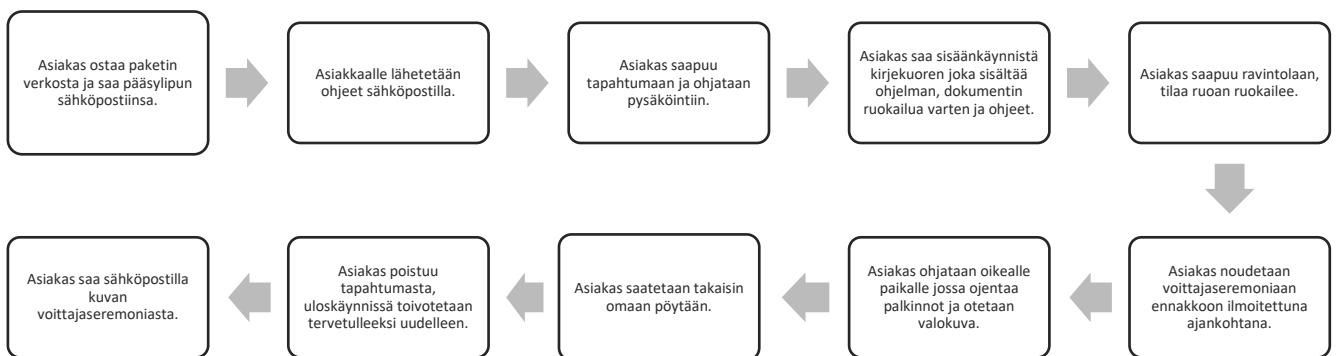 Asiakas ostaa paketin
verkosta ja saa pääsylipun
sähköpostiinsa.
Asiakkaalle lähetetään
ohjeet sähköpostilla.
Asiakas saapuu
tapahtumaan ja ohjataan
pysäköintiin.
Asiakas saa sisäänkäynnistä
kirjekuoren joka sisältää
ohjelman, dokumentin
ruokailua varten ja ohjeet.
Asiakas saapuu ravintolaan,
tilaa ruoan ruokailee.
Asiakas noudetaan
voittajaseremoniaan
ennakkoon ilmoitettuna
ajankohtana.
Asiakas ohjataan oikealle
paikalle jossa ojentaa
palkinnot ja otetaan
valokuva.
Asiakas saatetaan takaisin
omaan pöytään.
Asiakas poistuu
tapahtumasta,
uloskäynnissä toivotetaan
tervetulleeksi uudelleen.
Asiakas saa sähköpostilla
kuvan
voittajaseremoniasta.